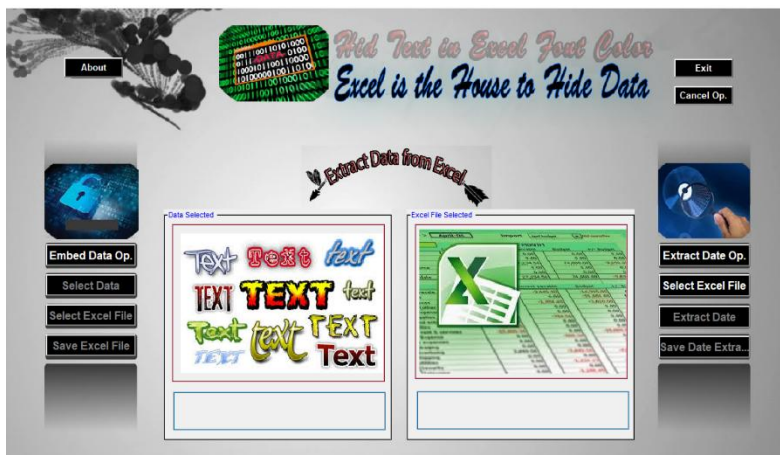 Hid Text in Excel Font Color
Excel is the House to Hide Data
About
Exit
Cancel Op.
Extract Data from Excel
Data Selected
Excel File Selected
Embed Data Op.
Select Data
Select Excel File
Save Excel File
Text Text text
TEXT TEXT text
Text text TEXT
TEXT Text
Extract Date Op.
Select Excel File
Extract Date
Save Date Extra...